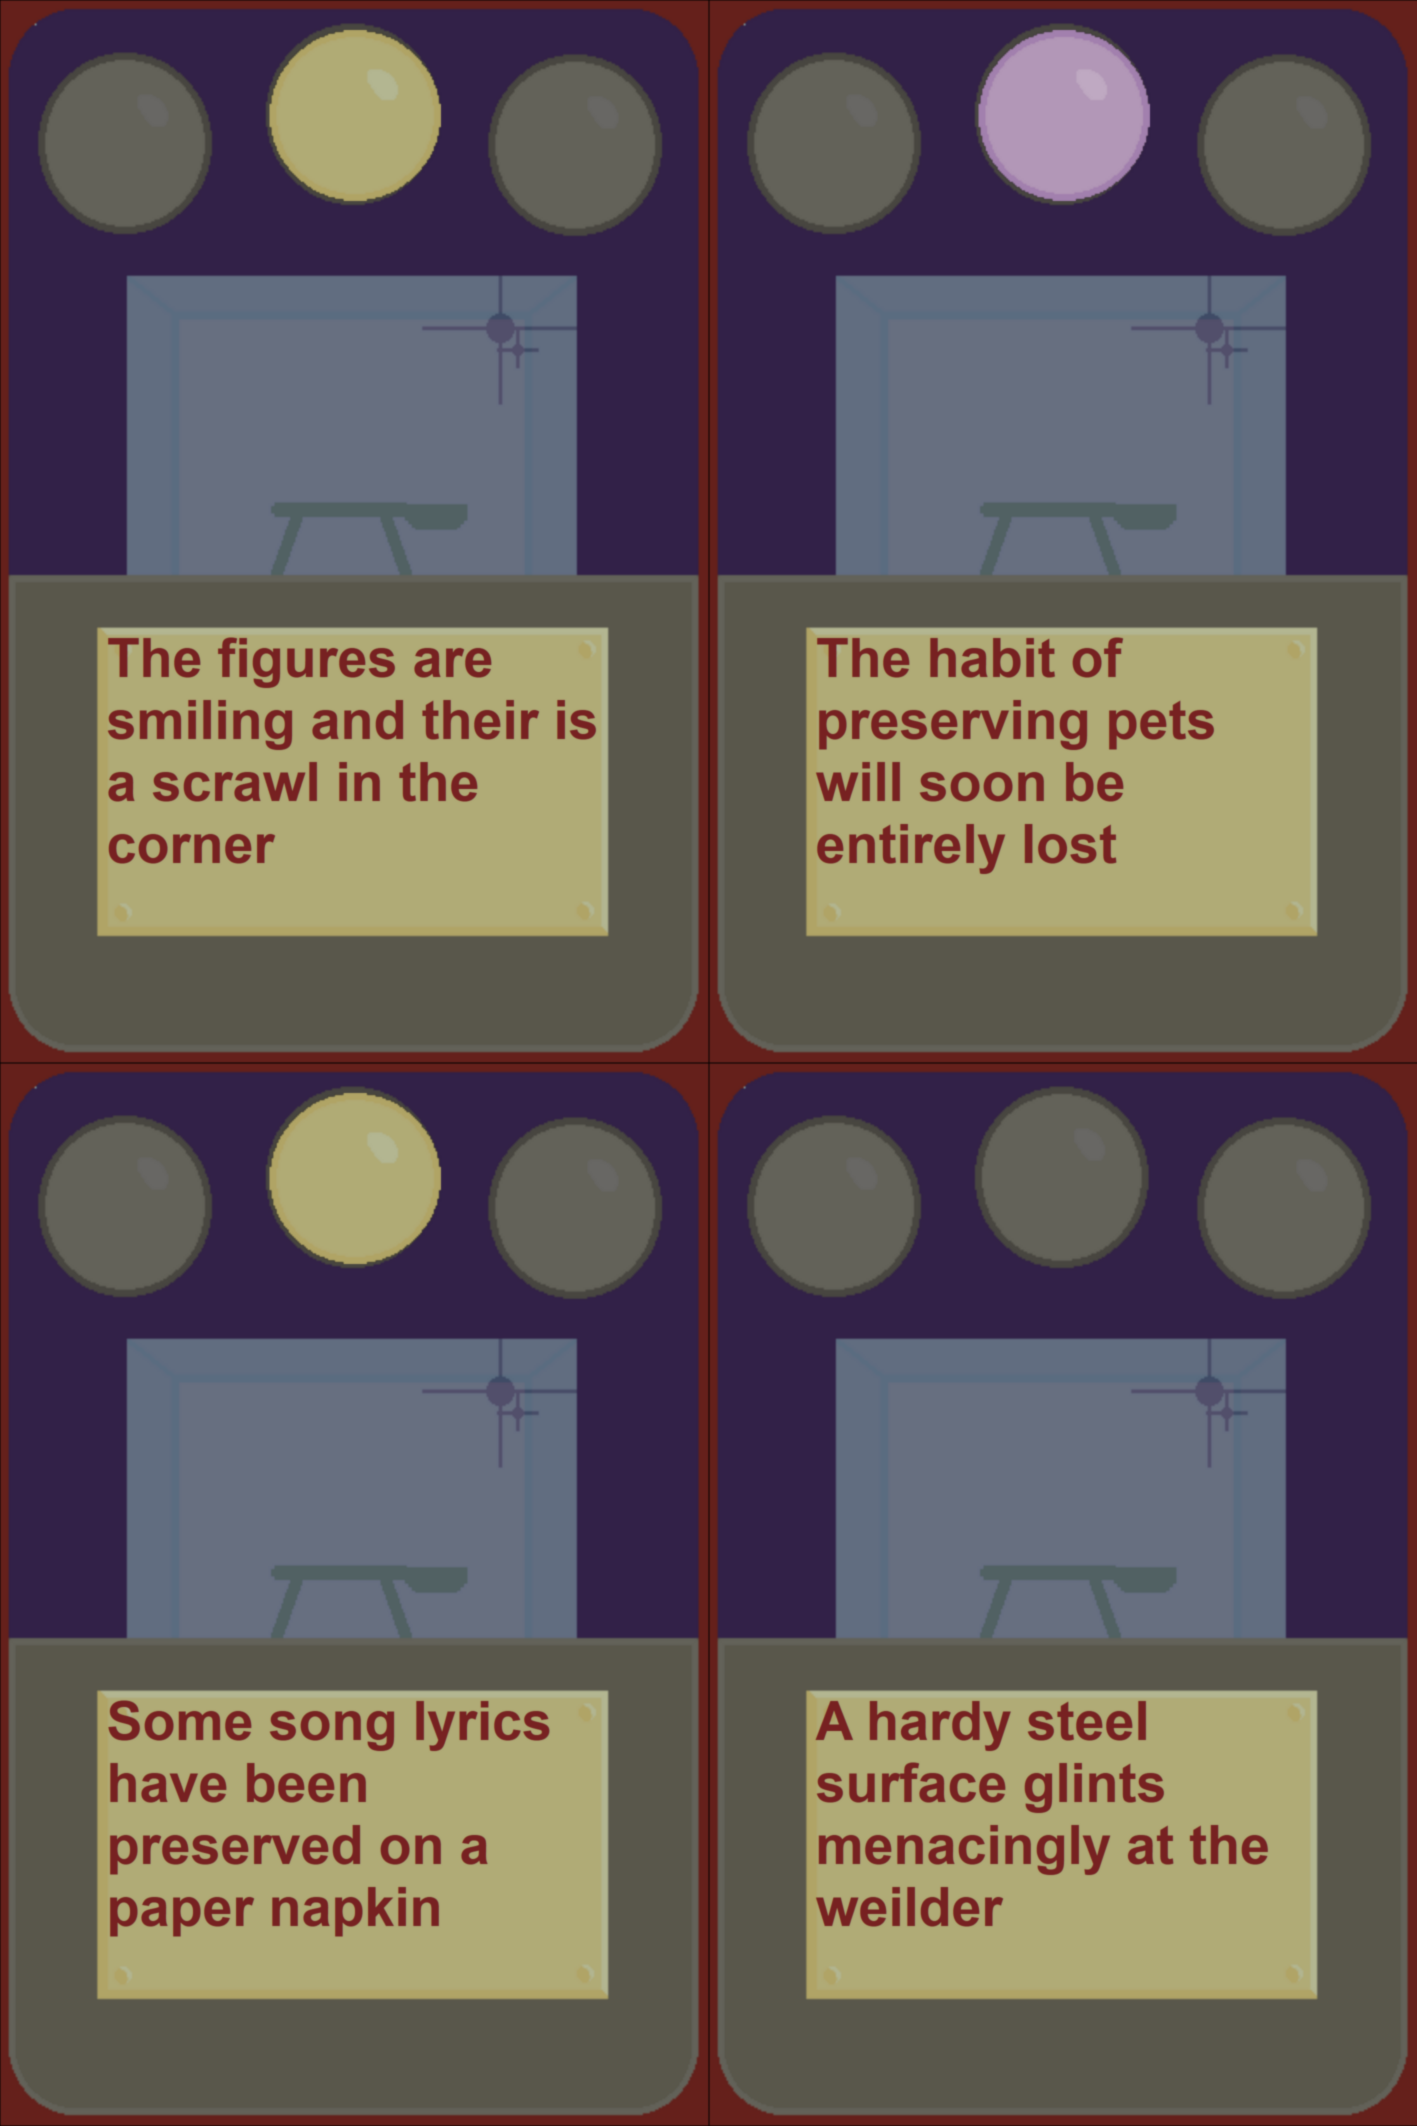 The figures are
smiling and their is
a scrawl in the
corner
The habit of
preserving pets
will soon be
entirely lost
Some song lyrics
have been
preserved on a
paper napkin
A hardy steel
surface glints
menacingly at the
weilder